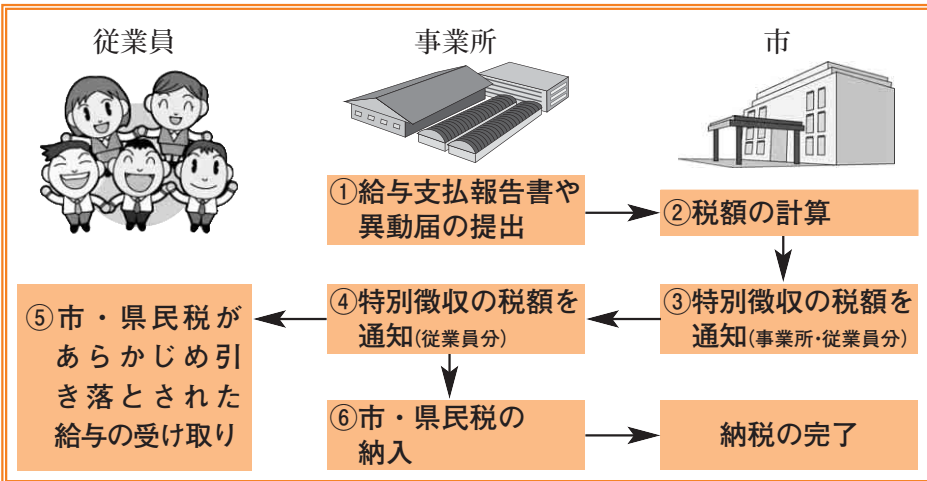 従業員
事業所
市
①給与支払報告書や
異動届の提出
②税額の計算
③特別徴収の税額を
通知(事業所・従業員分)
④特別徴収の税額を
通知(従業員分)
⑤市・県民税が
あらかじめ引
き落とされた
給与の受け取り
⑥市・県民税の
納入
納税の完了